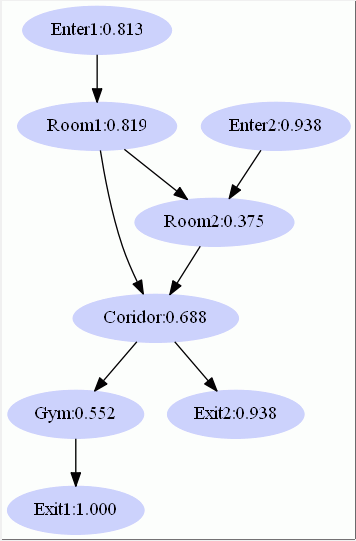 Enter1:0.813
Room1:0.819
Enter2:0.938
Room2:0.375
Coridor:0.688
Gym:0.552
Exit2:0.938
Exit1:1.000